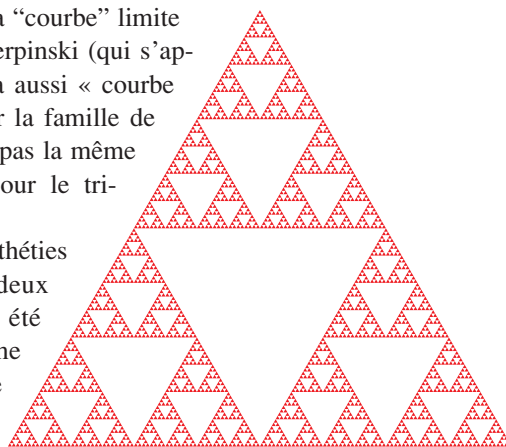 a “courbe” limite
erpinski (qui s’ap-
a aussi « courbe
r la famille de
pas la même
our le tri-
théties
deux
été
ne
e